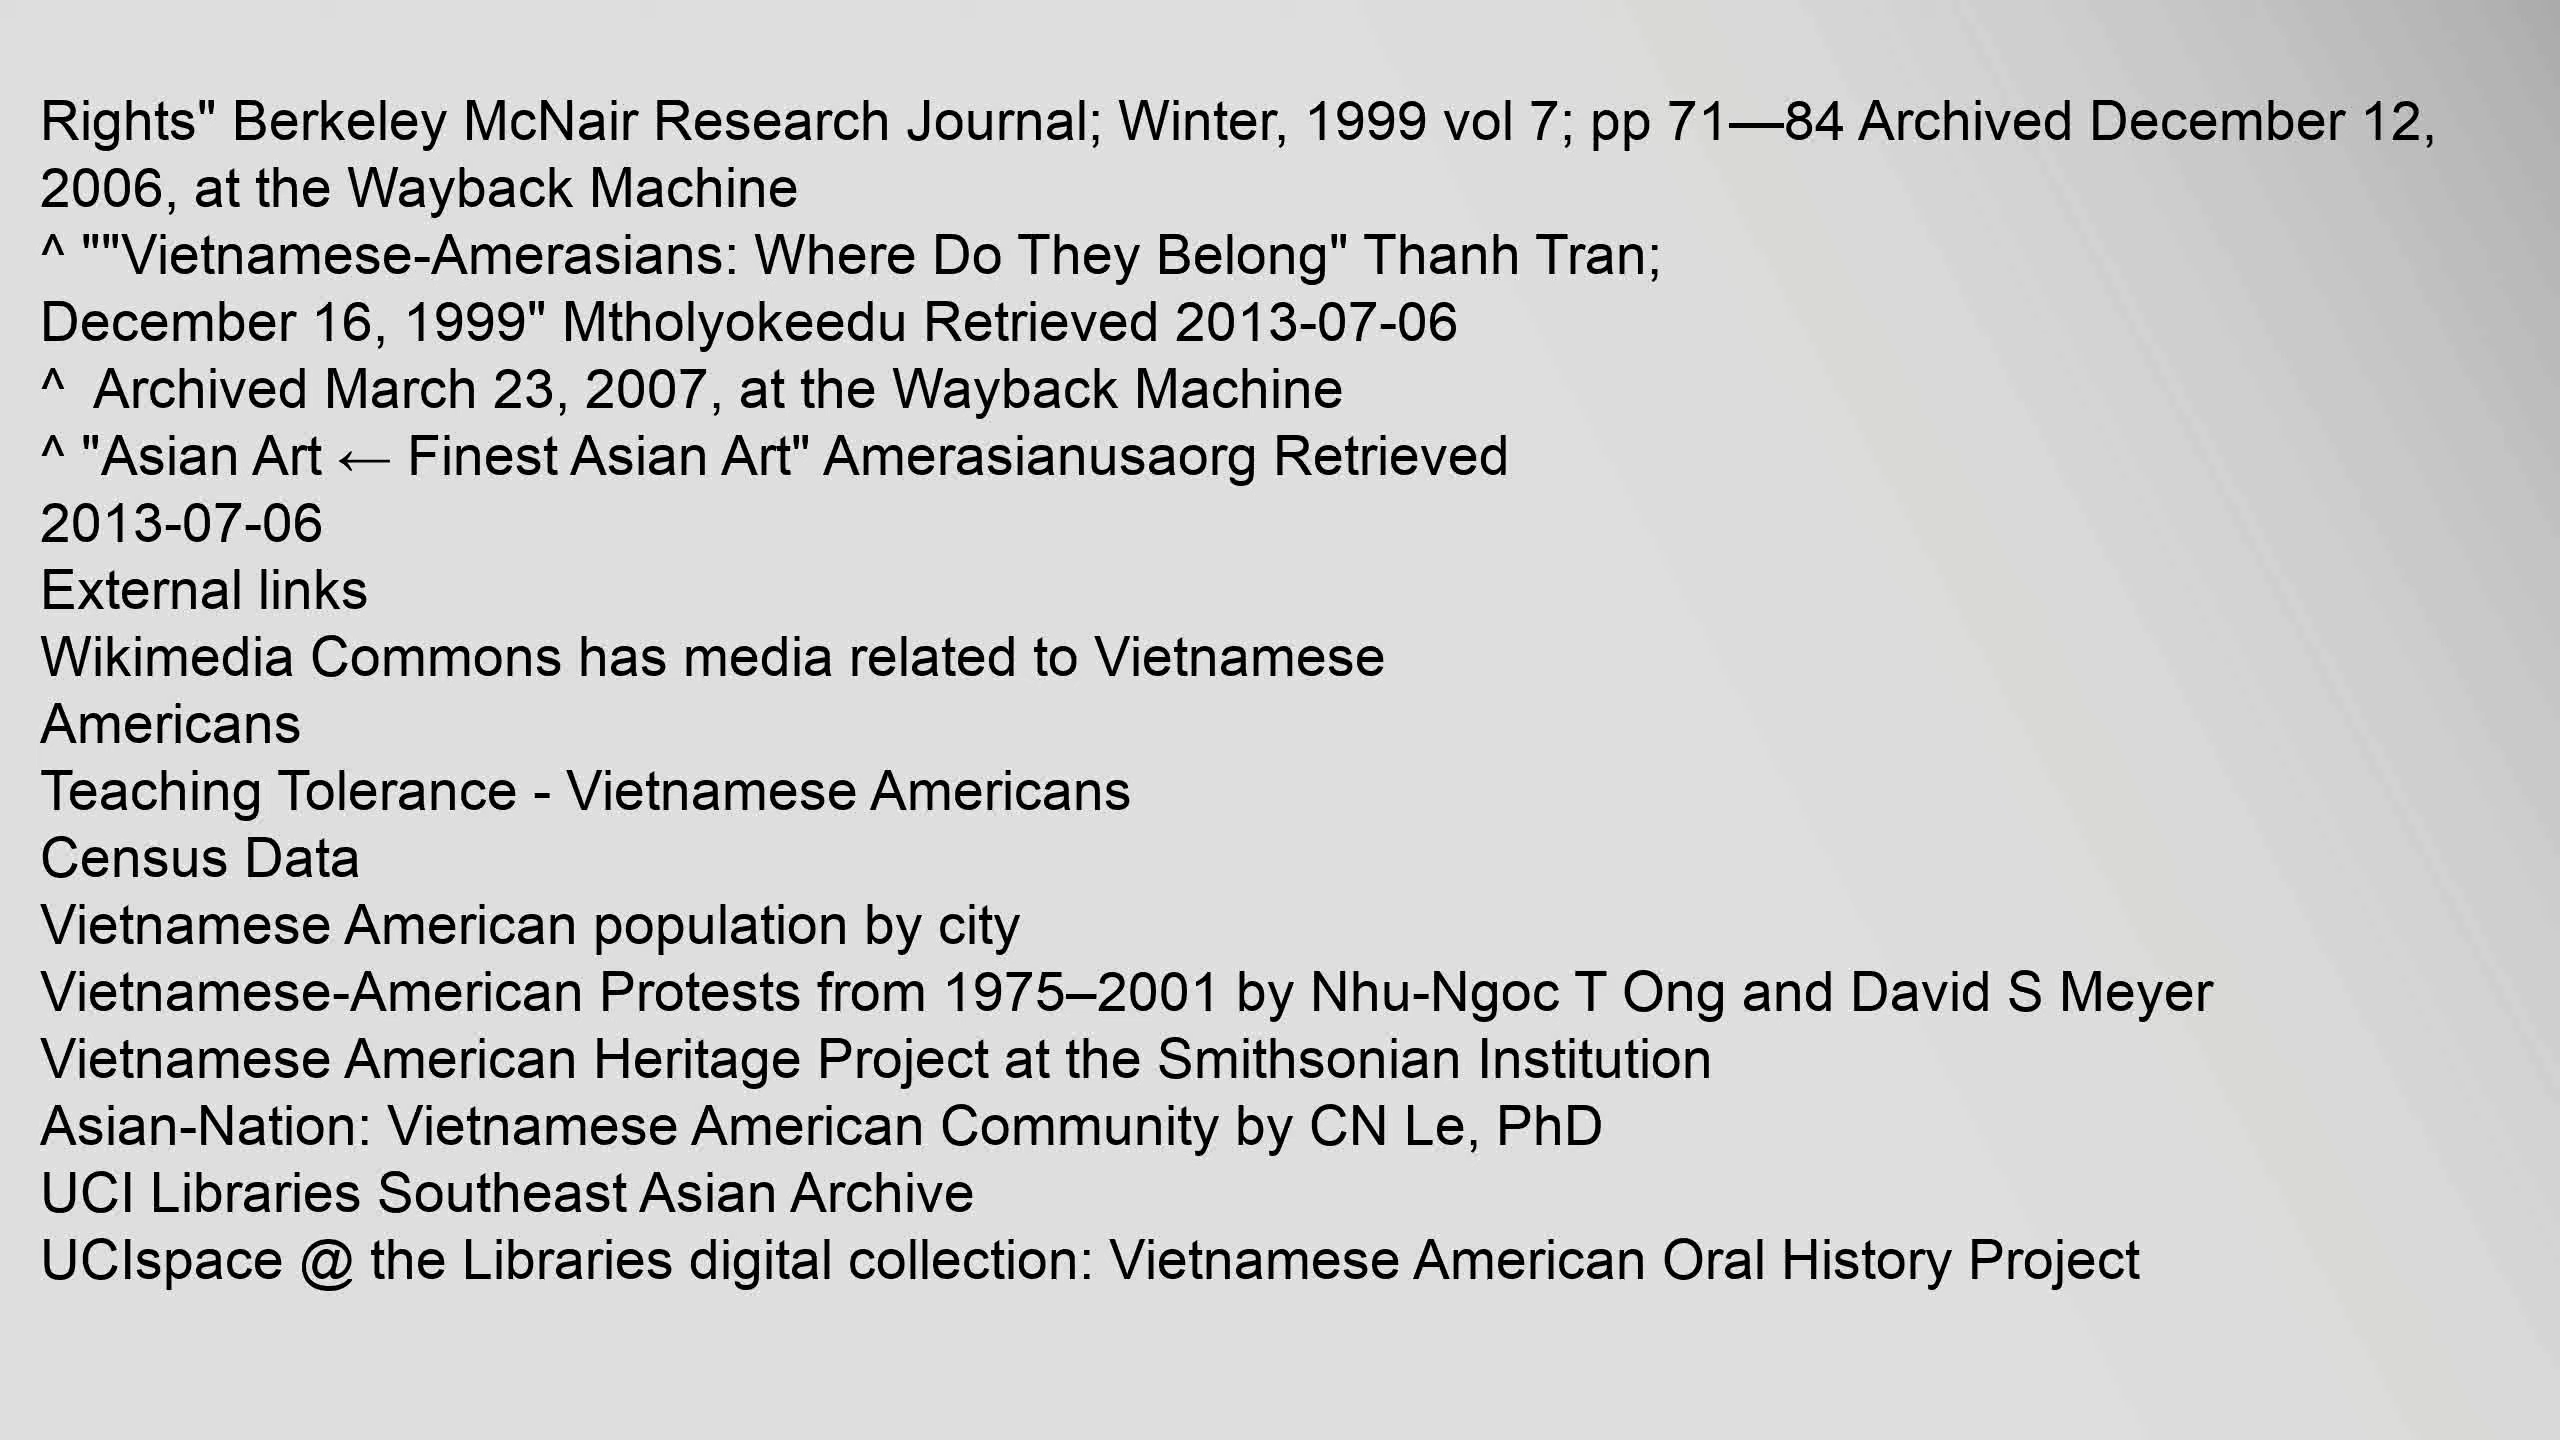 Rights" Berkeley McNair Research Journal; Winter, 1999 vol 7; pp 71—84 Archived December 12,
2006, at the Wayback Machine
^ ""Vietnamese-Amerasians: Where Do They Belong" Thanh Tran;
December 16, 1999" Mtholyokeedu Retrieved 2013-07-06
^  Archived March 23, 2007, at the Wayback Machine
^ "Asian Art ← Finest Asian Art" Amerasianusaorg Retrieved
2013-07-06
External links
Wikimedia Commons has media related to Vietnamese
Americans
Teaching Tolerance - Vietnamese Americans
Census Data
Vietnamese American population by city
Vietnamese-American Protests from 1975–2001 by Nhu-Ngoc T Ong and David S Meyer
Vietnamese American Heritage Project at the Smithsonian Institution
Asian-Nation: Vietnamese American Community by CN Le, PhD
UCI Libraries Southeast Asian Archive
UCIspace @ the Libraries digital collection: Vietnamese American Oral History Project